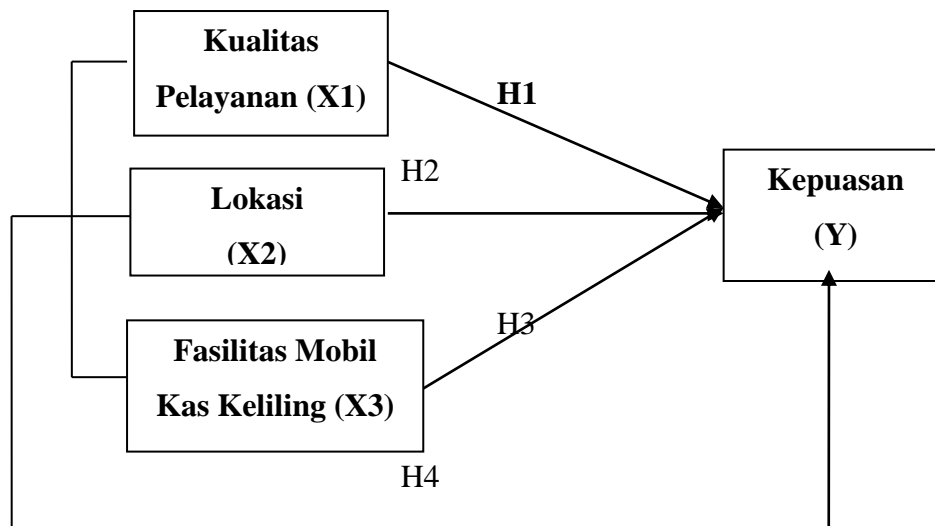 Kualitas
Pelayanan (X1)
H1
H2
Lokasi
(X2)
Kepuasan
(Y)
H3
Fasilitas Mobil
Kas Keliling (X3)
H4